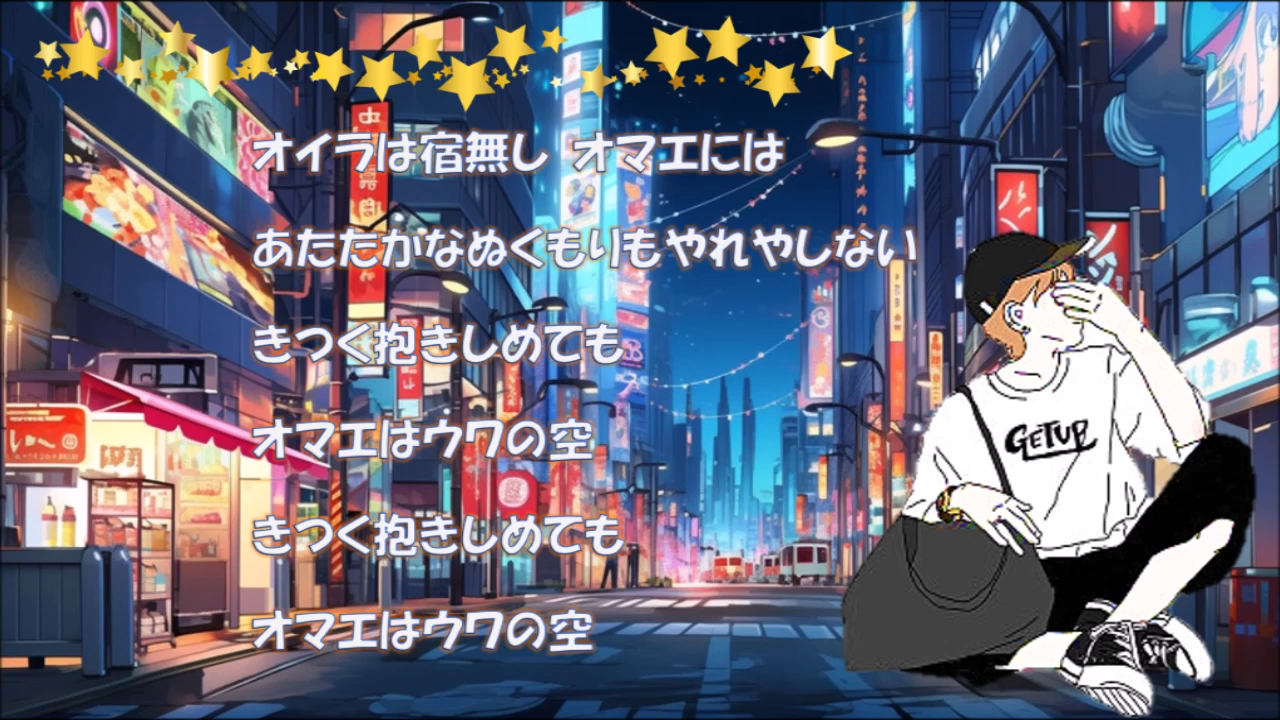 オイラは宿無し オマエには
あたたかなぬくもりもやれやしない
きつく抱きしめても
オマエはウワの空
きつく抱きしめても
オマエはウワの空
GETUP